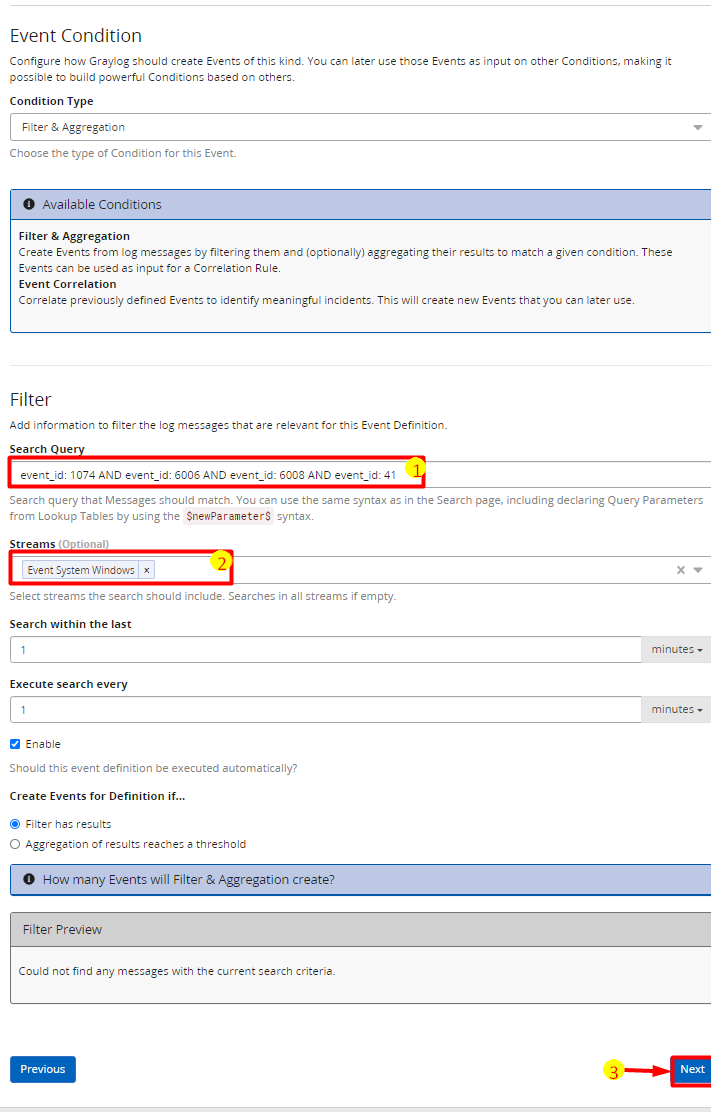 Event Condition
Configure how Graylog should create Events of this kind. You can later use those Events as input on other Conditions, making it
possible to build powerful Conditions based on others.
Condition Type
Filter & Aggregation
Choose the type of Condition for this Event.
Available Conditions
Filter & Aggregation
Create Events from log messages by filtering them and (optionally) aggregating their results to match a given condition. These
Events can be used as input for a Correlation Rule.
Event Correlation
Correlate previously defined Events to identify meaningful incidents. This will create new Events that you can later use.
Filter
Add information to filter the log messages that are relevant for this Event Definition.
Search Query
event_id: 1074 AND event_id: 6006 AND event_id: 6008 AND event_id: 41
1
Search query that Messages should match. You can use the same syntax as in the Search page, including declaring Query Parameters
from Lookup Tables by using the $newParameter$ syntax.
Streams (Optional)
Event System Windows ×
2
Select streams the search should include. Searches in all streams if empty.
Search within the last
1 minutes
Execute search every
1 minutes
Enable
Should this event definition be executed automatically?
Create Events for Definition if...
Filter has results
Aggregation of results reaches a threshold
How many Events will Filter & Aggregation create?
Filter Preview
Could not find any messages with the current search criteria.
Previous
3
Next